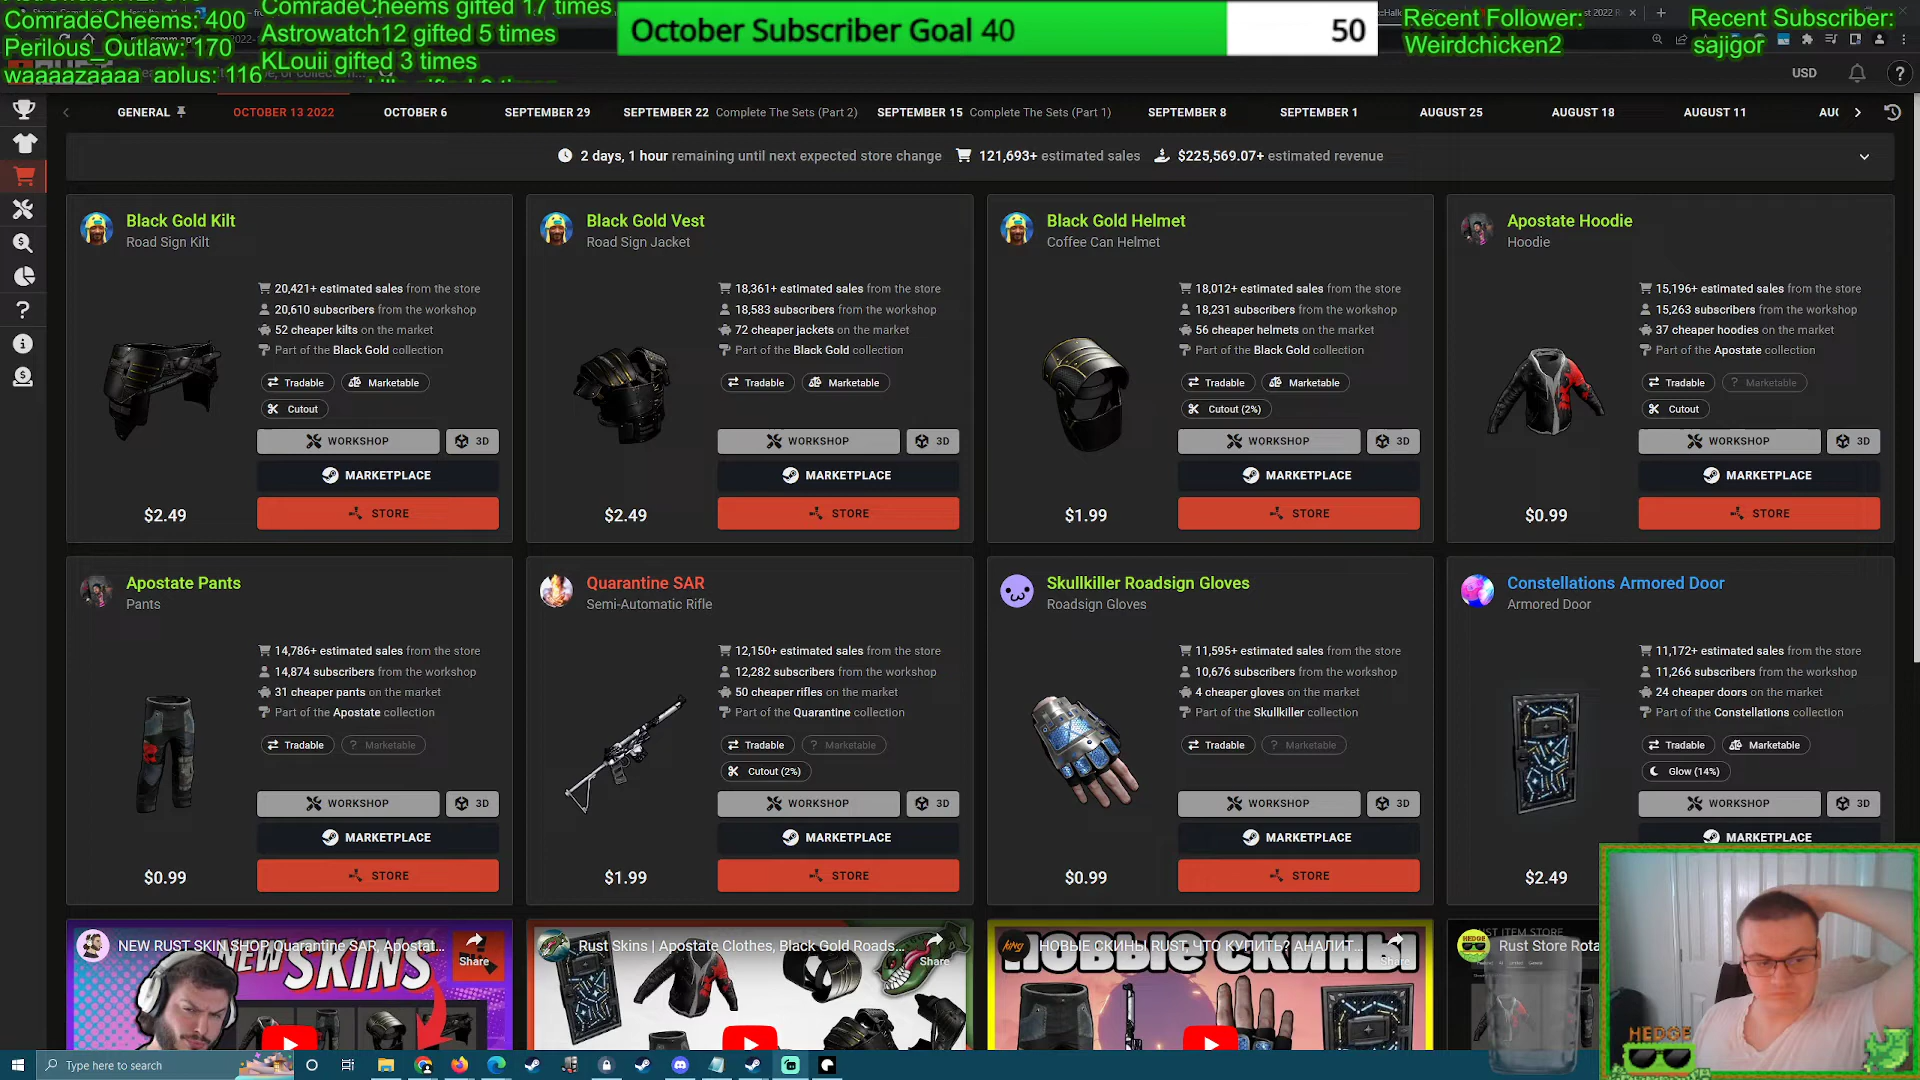 ComradeCheems: 400
Perilous_Outlaw: 170
waaaazaaaa_aplus: 116
ComradeCheems gifted 17 times
Astrowatch12 gifted 5 times
KLouii gifted 3 times
October Subscriber Goal 40
50
Recent Follower:
Weirdchicken2
Recent Subscriber:
sajigor
USD
GENERAL
OCTOBER 13 2022
OCTOBER 6
SEPTEMBER 29
SEPTEMBER 22 Complete The Sets (Part 2)
SEPTEMBER 15 Complete The Sets (Part 1)
SEPTEMBER 8
SEPTEMBER 1
AUGUST 25
AUGUST 18
AUGUST 11
2 days, 1 hour remaining until next expected store change
121,693+ estimated sales
$225,569.07+ estimated revenue
Black Gold Kilt
Road Sign Kilt
20,421+ estimated sales from the store
20,610 subscribers from the workshop
52 cheaper kilts on the market
Part of the Black Gold collection
Tradable
Marketable
Cutout
WORKSHOP
3D
MARKETPLACE
$2.49
STORE
Black Gold Vest
Road Sign Jacket
18,361+ estimated sales from the store
18,583 subscribers from the workshop
72 cheaper jackets on the market
Part of the Black Gold collection
Tradable
Marketable
WORKSHOP
3D
MARKETPLACE
$2.49
STORE
Black Gold Helmet
Coffee Can Helmet
18,012+ estimated sales from the store
18,231 subscribers from the workshop
56 cheaper helmets on the market
Part of the Black Gold collection
Tradable
Marketable
Cutout (2%)
WORKSHOP
3D
MARKETPLACE
$1.99
STORE
Apostate Hoodie
Hoodie
15,196+ estimated sales from the store
15,263 subscribers from the workshop
37 cheaper hoodies on the market
Part of the Apostate collection
Tradable
? Marketable
Cutout
WORKSHOP
3D
MARKETPLACE
$0.99
STORE
Apostate Pants
Pants
14,786+ estimated sales from the store
14,874 subscribers from the workshop
31 cheaper pants on the market
Part of the Apostate collection
Tradable
? Marketable
WORKSHOP
3D
MARKETPLACE
$0.99
STORE
Quarantine SAR
Semi-Automatic Rifle
12,150+ estimated sales from the store
12,282 subscribers from the workshop
50 cheaper rifles on the market
Part of the Quarantine collection
Tradable
? Marketable
Cutout (2%)
WORKSHOP
3D
MARKETPLACE
$1.99
STORE
Skullkiller Roadsign Gloves
Roadsign Gloves
11,595+ estimated sales from the store
10,676 subscribers from the workshop
4 cheaper gloves on the market
Part of the Skullkiller collection
Tradable
? Marketable
WORKSHOP
3D
MARKETPLACE
$0.99
STORE
Constellations Armored Door
Armored Door
11,172+ estimated sales from the store
11,266 subscribers from the workshop
24 cheaper doors on the market
Part of the Constellations collection
Tradable
Marketable
Glow (14%)
WORKSHOP
3D
MARKETPLACE
$2.49
NEW RUST SKIN SHOP Quarantine SAR, Apostat...
Share
NEW SKINS
Rust Skins | Apostate Clothes, Black Gold Roads...
Share
НОВЫЕ СКИНЫ RUST, ЧТО КУПИТЬ? АНАЛИТ...
Share
НОВЫЕ СКИНЫ
Rust Store Rota
HEDGE
Type here to search